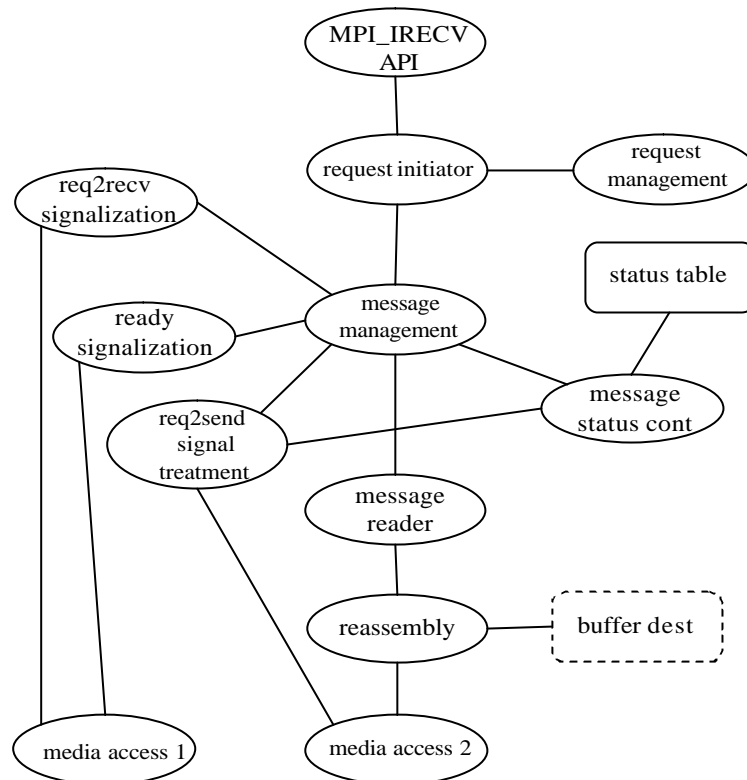 MPI_IRECV
API
request initiator
request
management
req2recv
signalization
status table
message
management
ready
signalization
message
status cont
req2send
signal
treatment
message
reader
reassembly
buffer dest
media access 1
media access 2